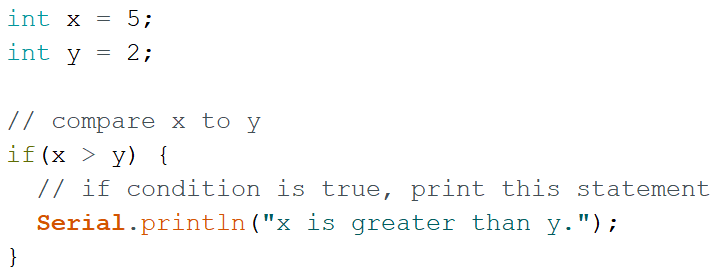 int x = 5;
int y = 2;

// compare x to y
if(x > y) {
  // if condition is true, print this statement
  Serial.println("x is greater than y.");
}